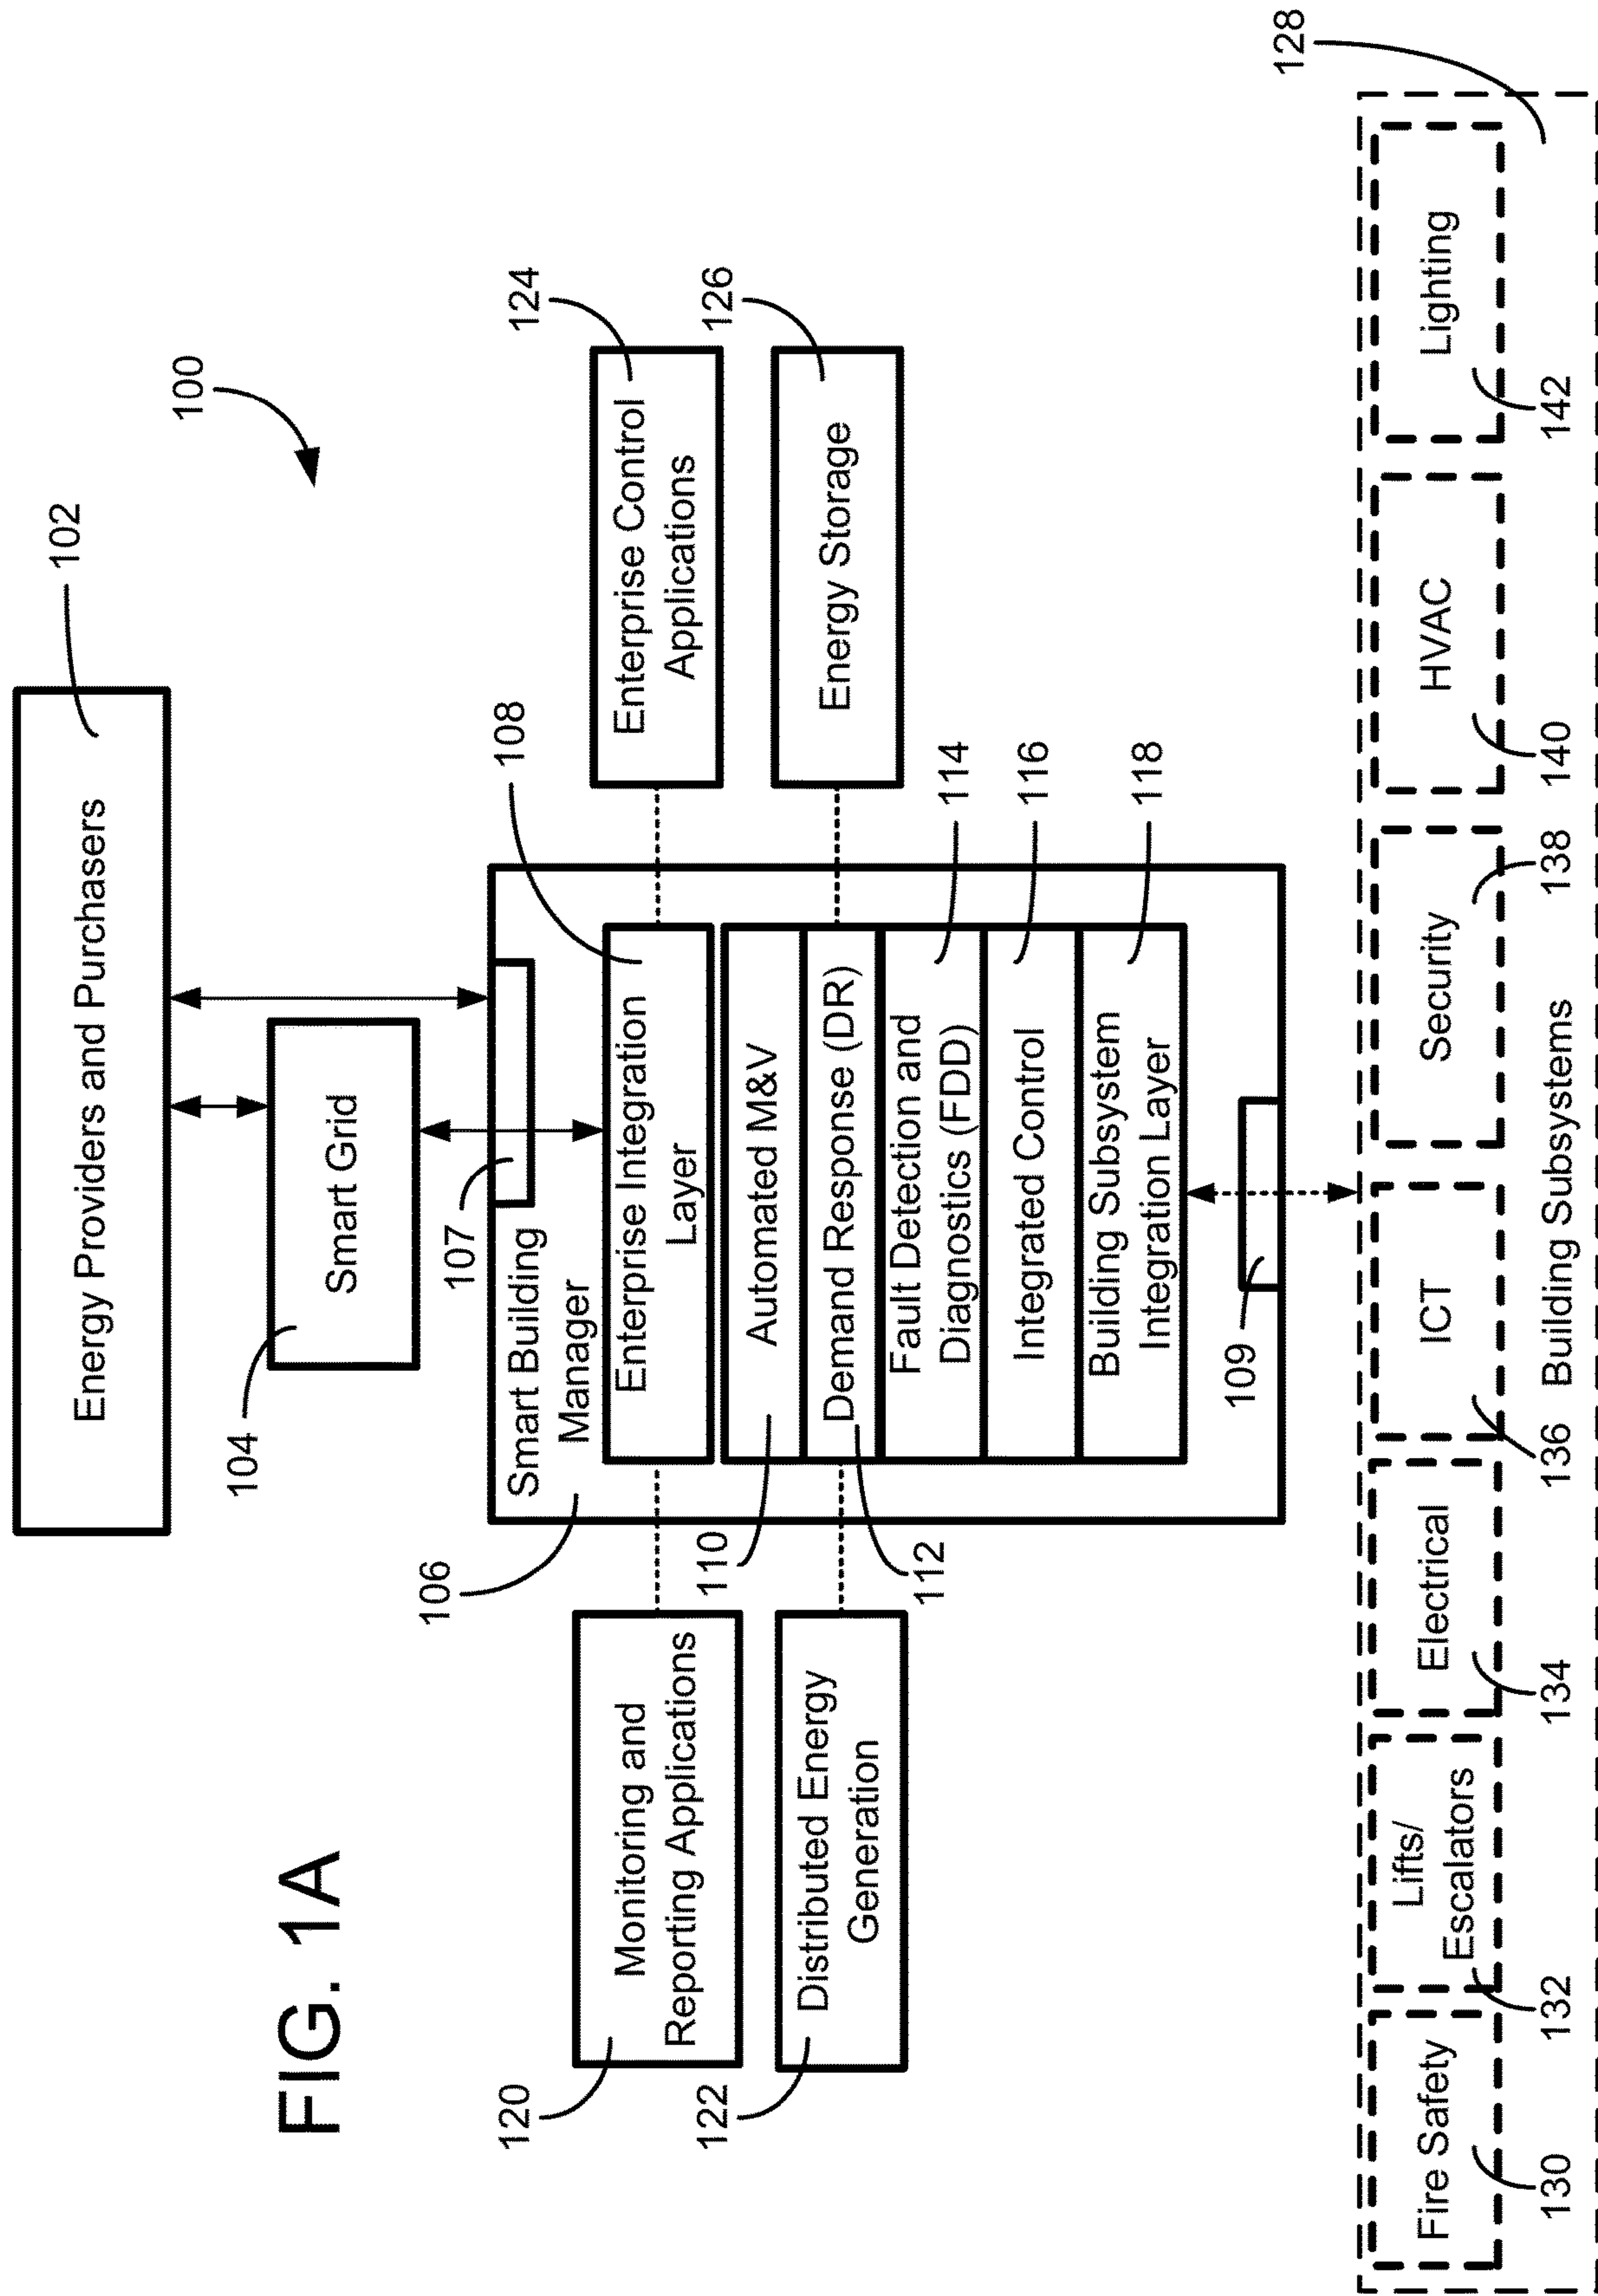 FIG. 1A
100
Energy Providers and Purchasers
102
Smart Grid
104
107
Smart Building
Manager
106
108
Enterprise Integration
Layer
Automated M&V
110
Demand Response (DR)
112
Fault Detection and
Diagnostics (FDD)
114
Integrated Control
116
Building Subsystem
Integration Layer
118
109
Monitoring and
Reporting Applications
120
Distributed Energy
Generation
122
Enterprise Control
Applications
124
Energy Storage
126
128
Fire Safety
130
Lifts/
Escalators
132
Electrical
134
ICT
136
Security
138
HVAC
140
Lighting
142
Building Subsystems